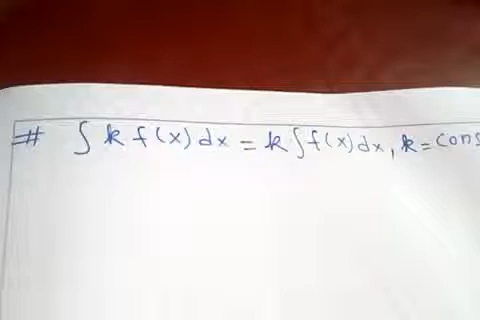 # ∫ k f(x) dx = k ∫ f(x) dx, k = cons